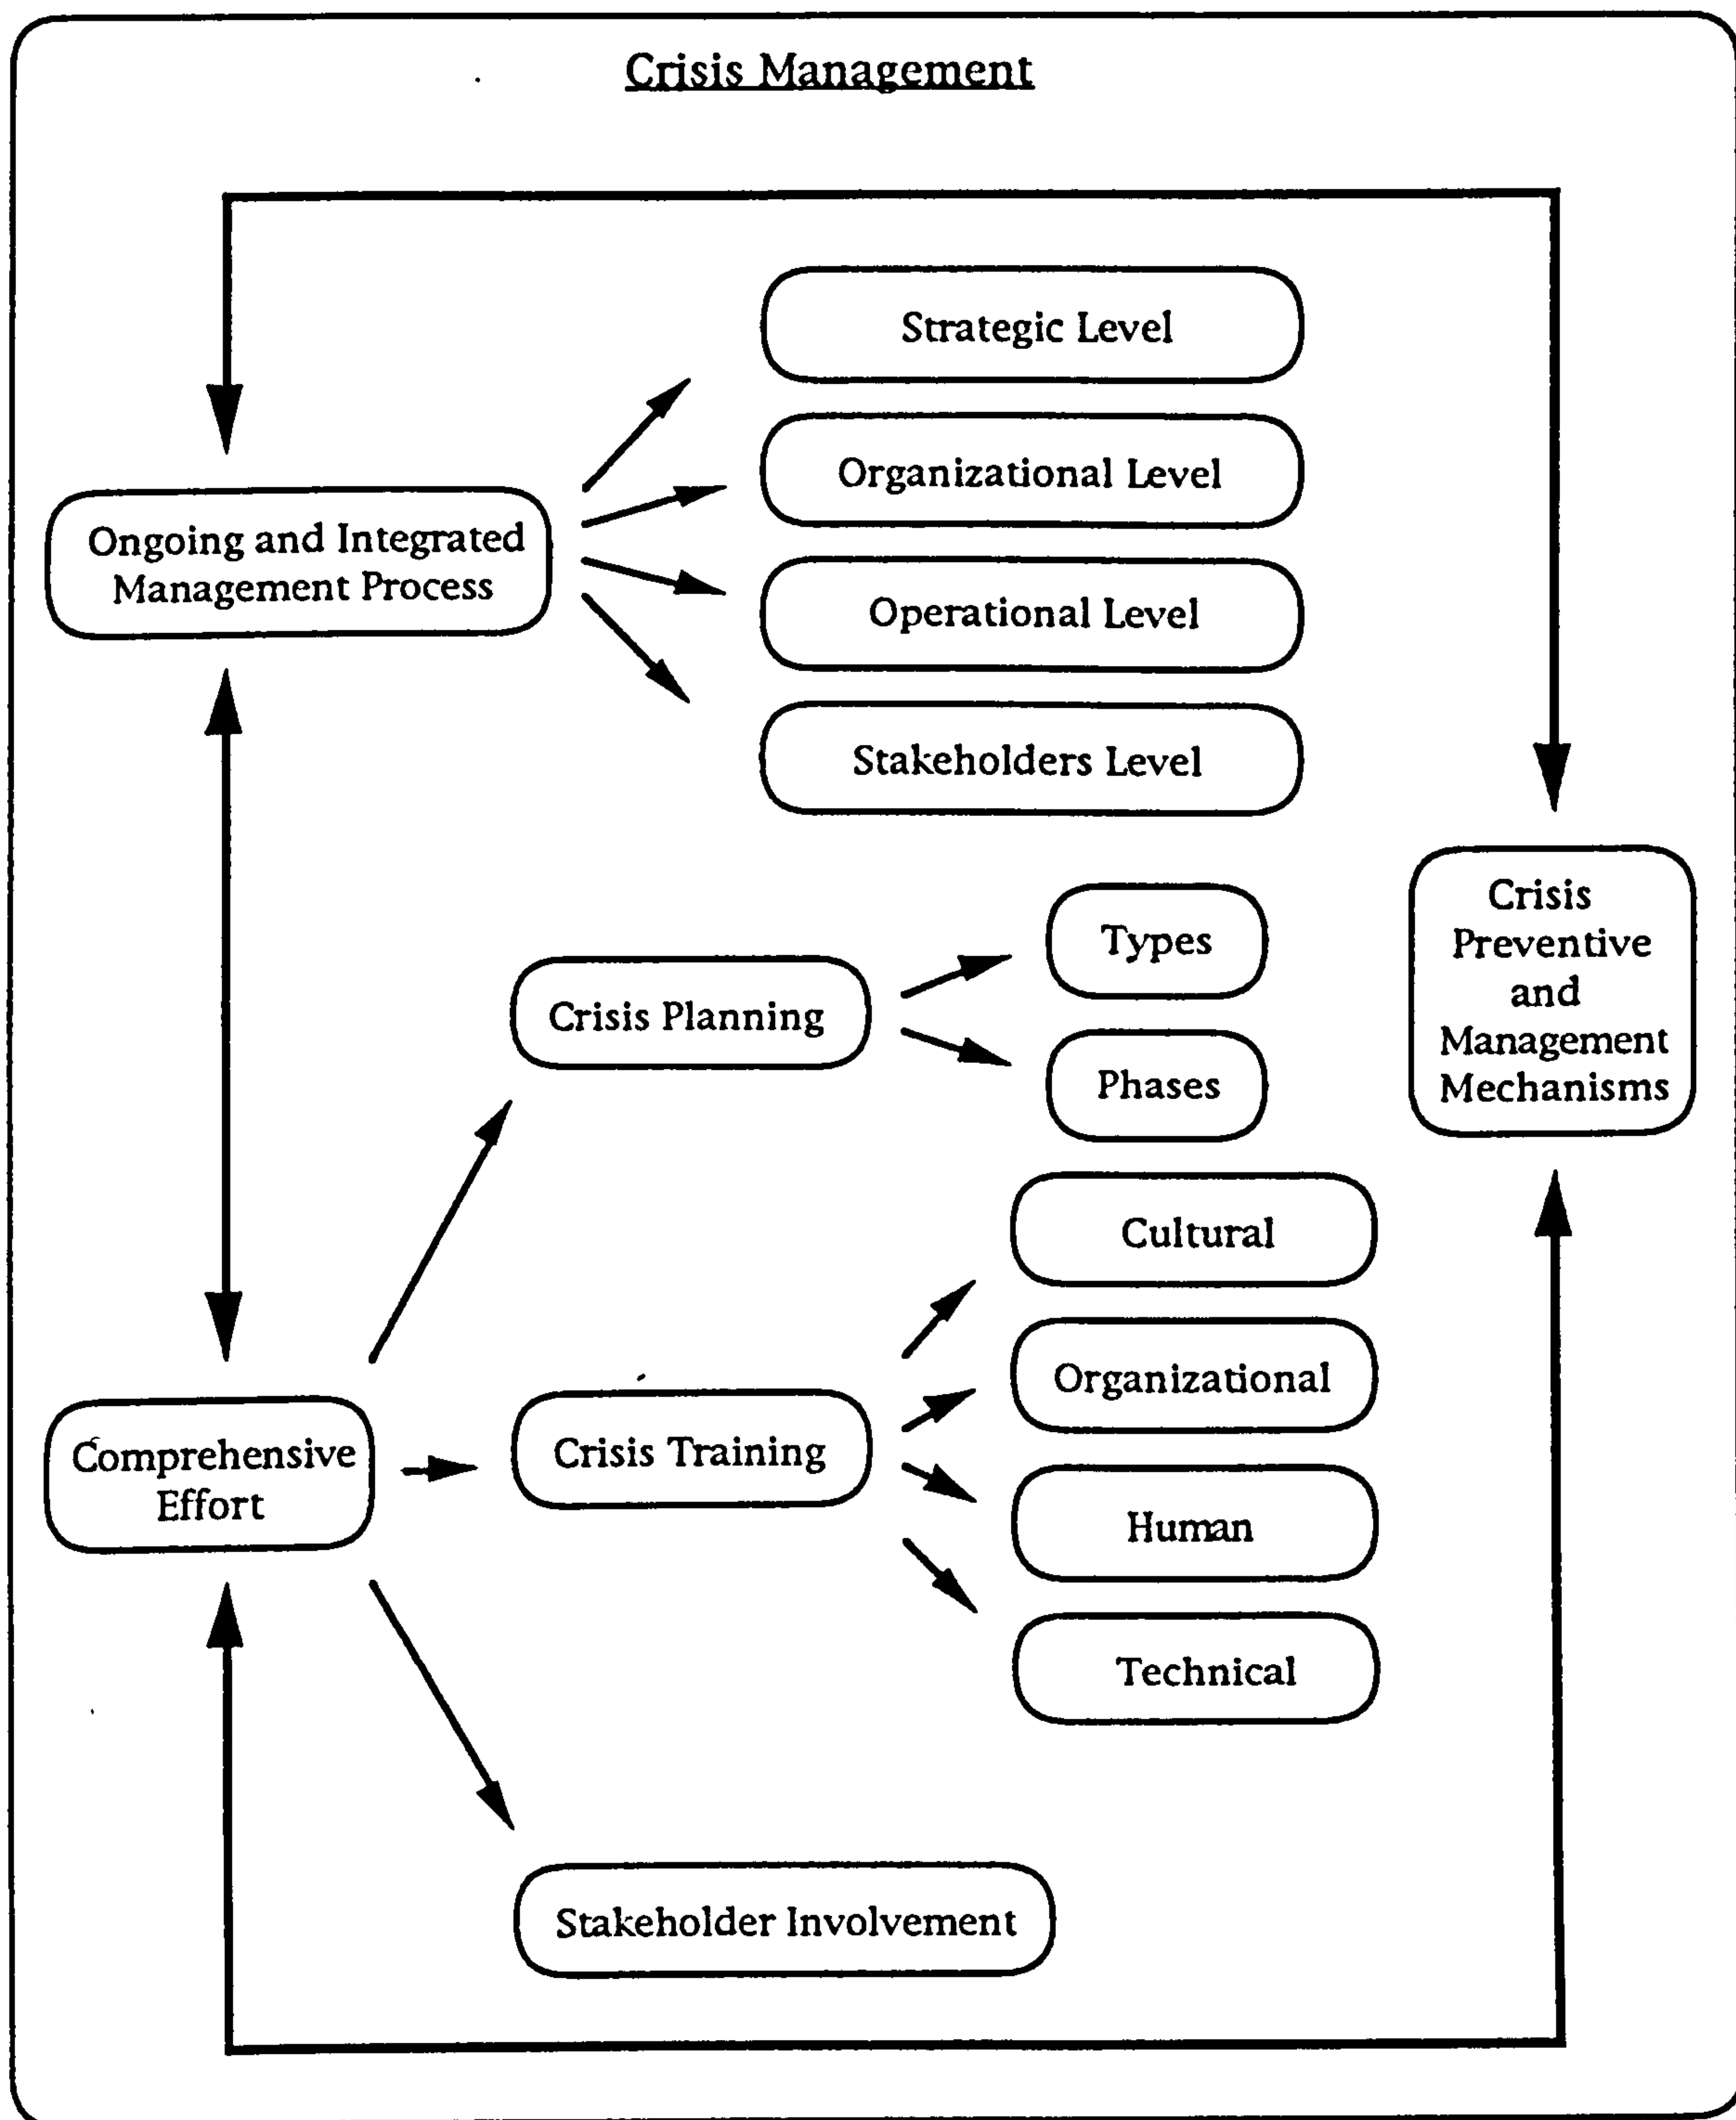 Crisis Management
Strategic Level
Organizational Level
Ongoing and Integrated
Management Process
Operational Level
Stakeholders Level
Crisis
Preventive
and
Management
Mechanisms
Types
Crisis Planning
Phases
Cultural
Organizational
Comprehensive
Effort
Crisis Training
Human
Technical
Stakeholder Involvement